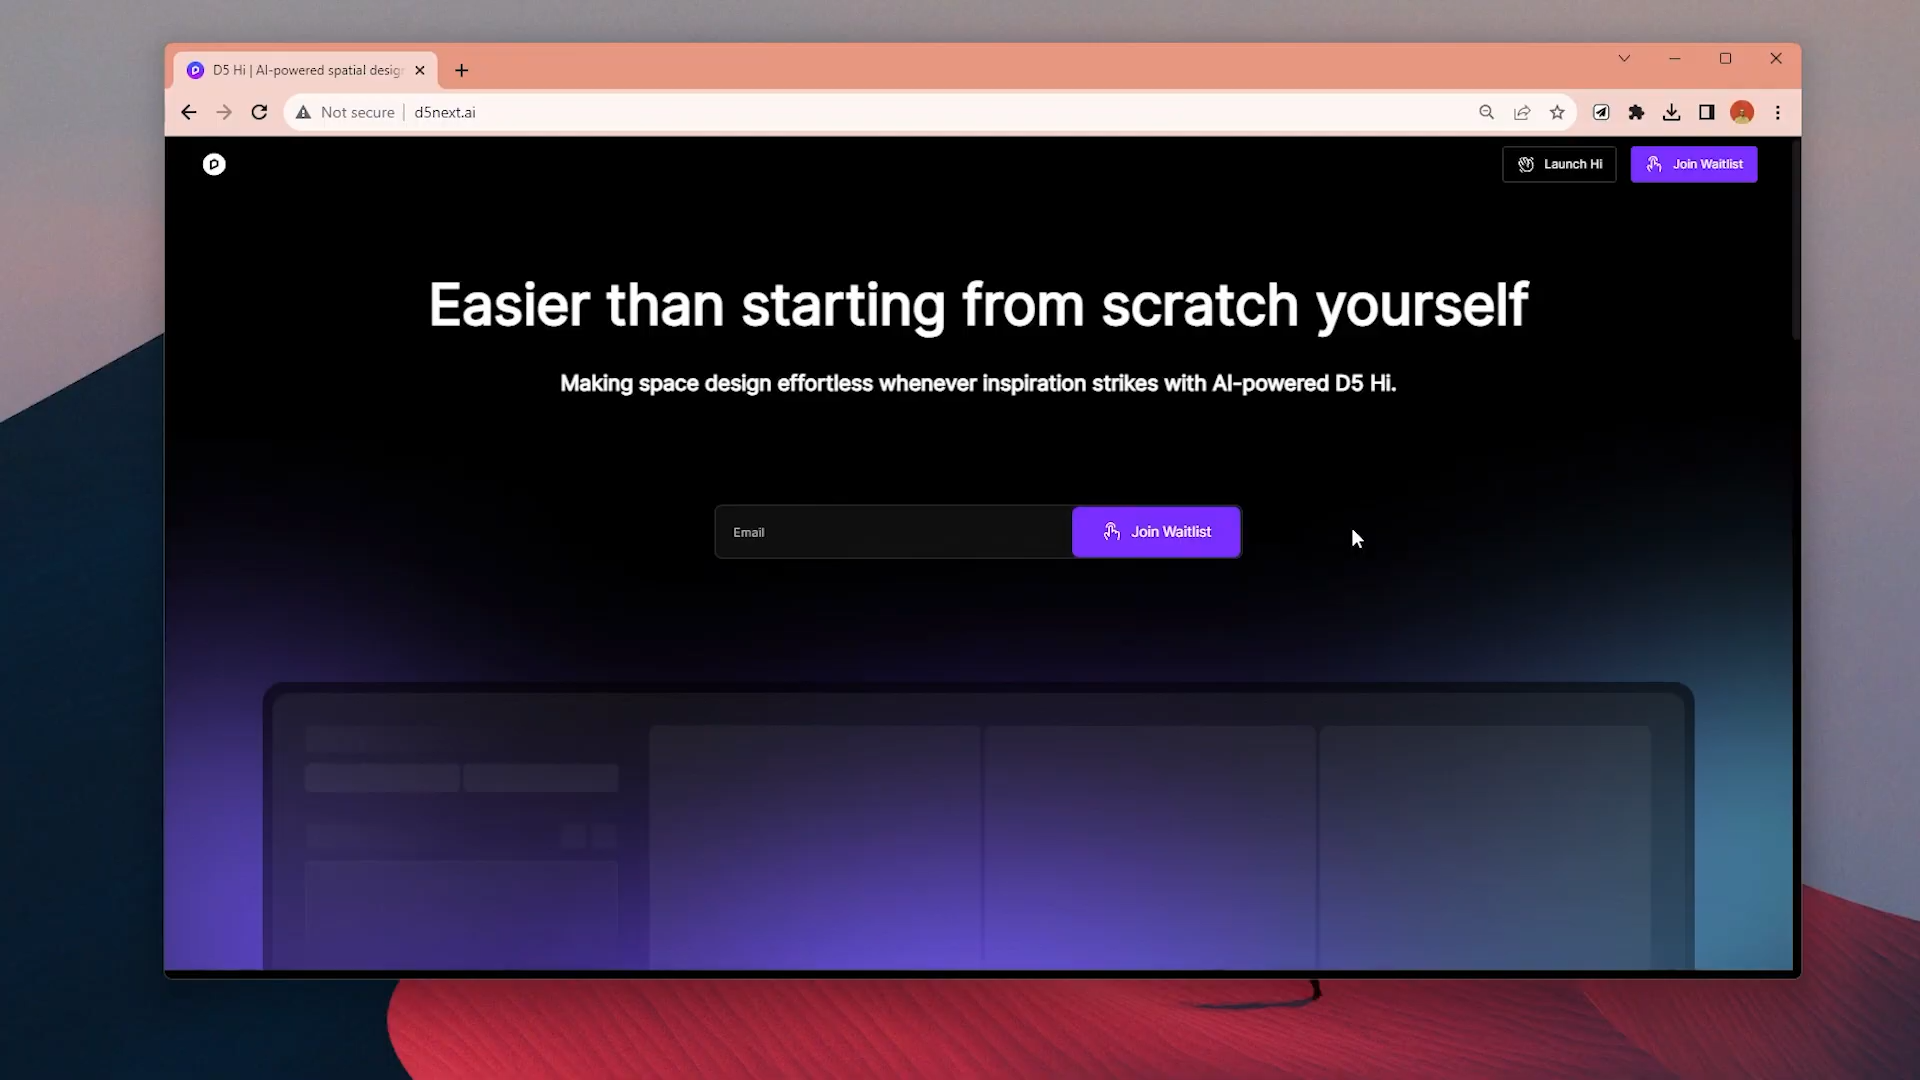 D5 Hi | AI-powered spatial desig
Not secure
d5next.ai
Launch Hi
Join Waitlist
Easier than starting from scratch yourself
Making space design effortless whenever inspiration strikes with AI-powered D5 Hi.
Email
Join Waitlist